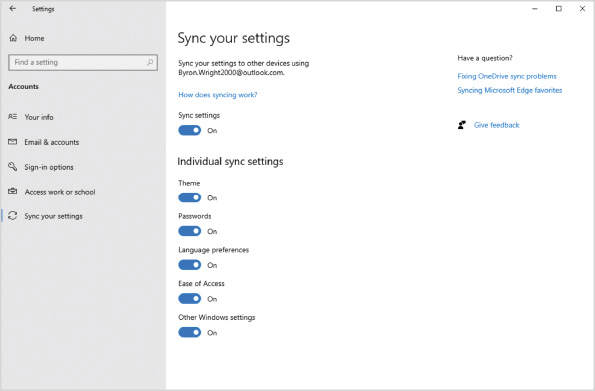 Settings
Home
Find a setting
Accounts
Your info
Email & accounts
Sign-in options
Access work or school
Sync your settings
Sync your settings
Sync your settings to other devices using
Byron.Wright2000@outlook.com.
How does syncing work?
Sync settings
On
Individual sync settings
Theme
On
Passwords
On
Language preferences
On
Ease of Access
On
Other Windows settings
On
Have a question?
Fixing OneDrive sync problems
Syncing Microsoft Edge favorites
Give feedback